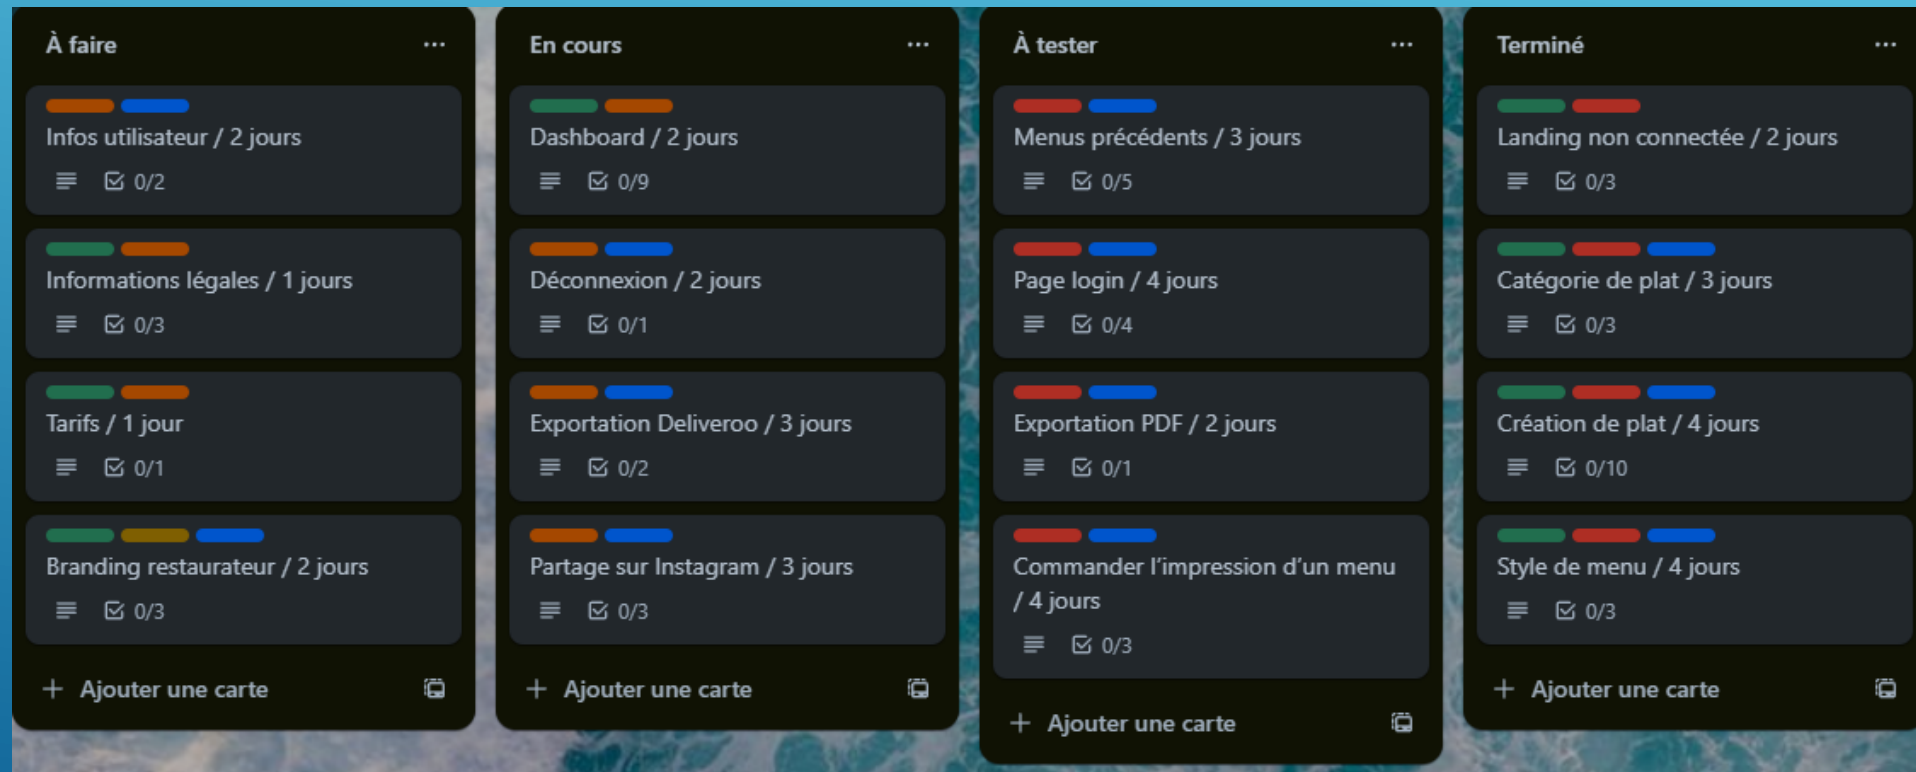 À faire
Infos utilisateur / 2 jours
0/2
Informations légales / 1 jours
0/3
Tarifs / 1 jour
0/1
Branding restaurateur / 2 jours
0/3
+ Ajouter une carte
En cours
Dashboard / 2 jours
0/9
Déconnexion / 2 jours
0/1
Exportation Deliveroo / 3 jours
0/2
Partage sur Instagram / 3 jours
0/3
+ Ajouter une carte
À tester
Menus précédents / 3 jours
0/5
Page login / 4 jours
0/4
Exportation PDF / 2 jours
0/1
Commander l’impression d’un menu
/ 4 jours
0/3
+ Ajouter une carte
Terminé
Landing non connectée / 2 jours
0/3
Catégorie de plat / 3 jours
0/3
Création de plat / 4 jours
0/10
Style de menu / 4 jours
0/3
+ Ajouter une carte